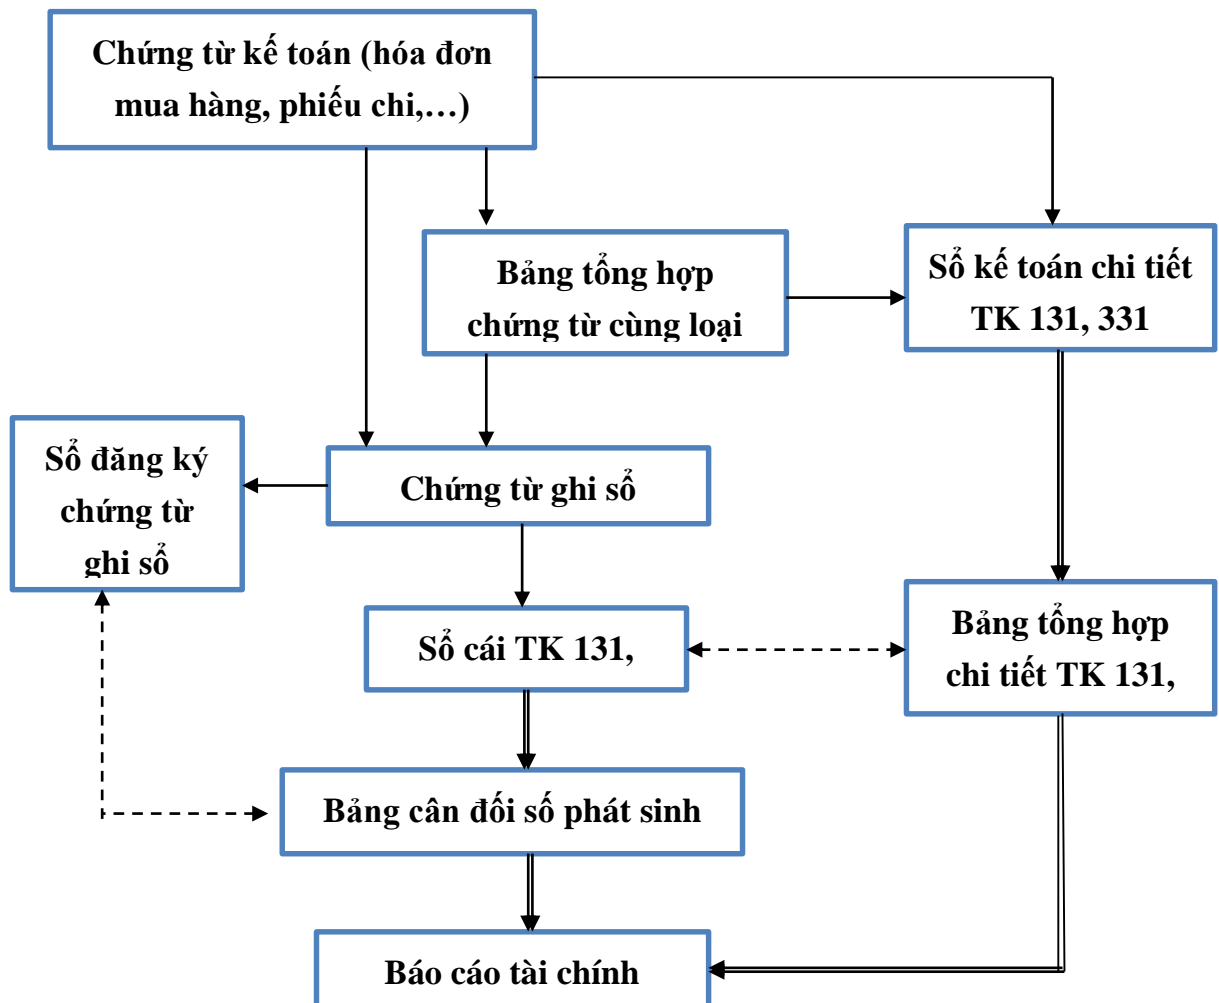 Chứng từ kế toán (hóa đơn
mua hàng, phiếu chi,…)
Bảng tổng hợp
chứng từ cùng loại
Sổ kế toán chi tiết
TK 131, 331
Sổ đăng ký
chứng từ
ghi sổ
Chứng từ ghi sổ
Sổ cái TK 131,
Bảng tổng hợp
chi tiết TK 131,
Bảng cân đối số phát sinh
Báo cáo tài chính